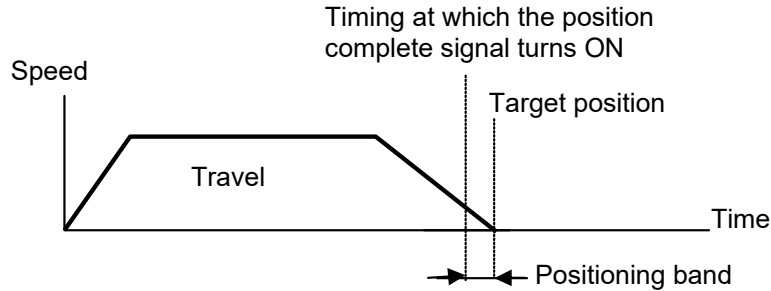 Timing at which the position
complete signal turns ON
Speed
Target position
Travel
Time
Positioning band